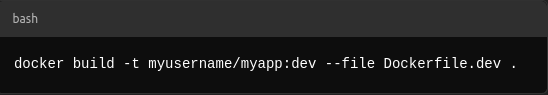 bash
docker build -t myusername/myapp:dev --file Dockerfile.dev .